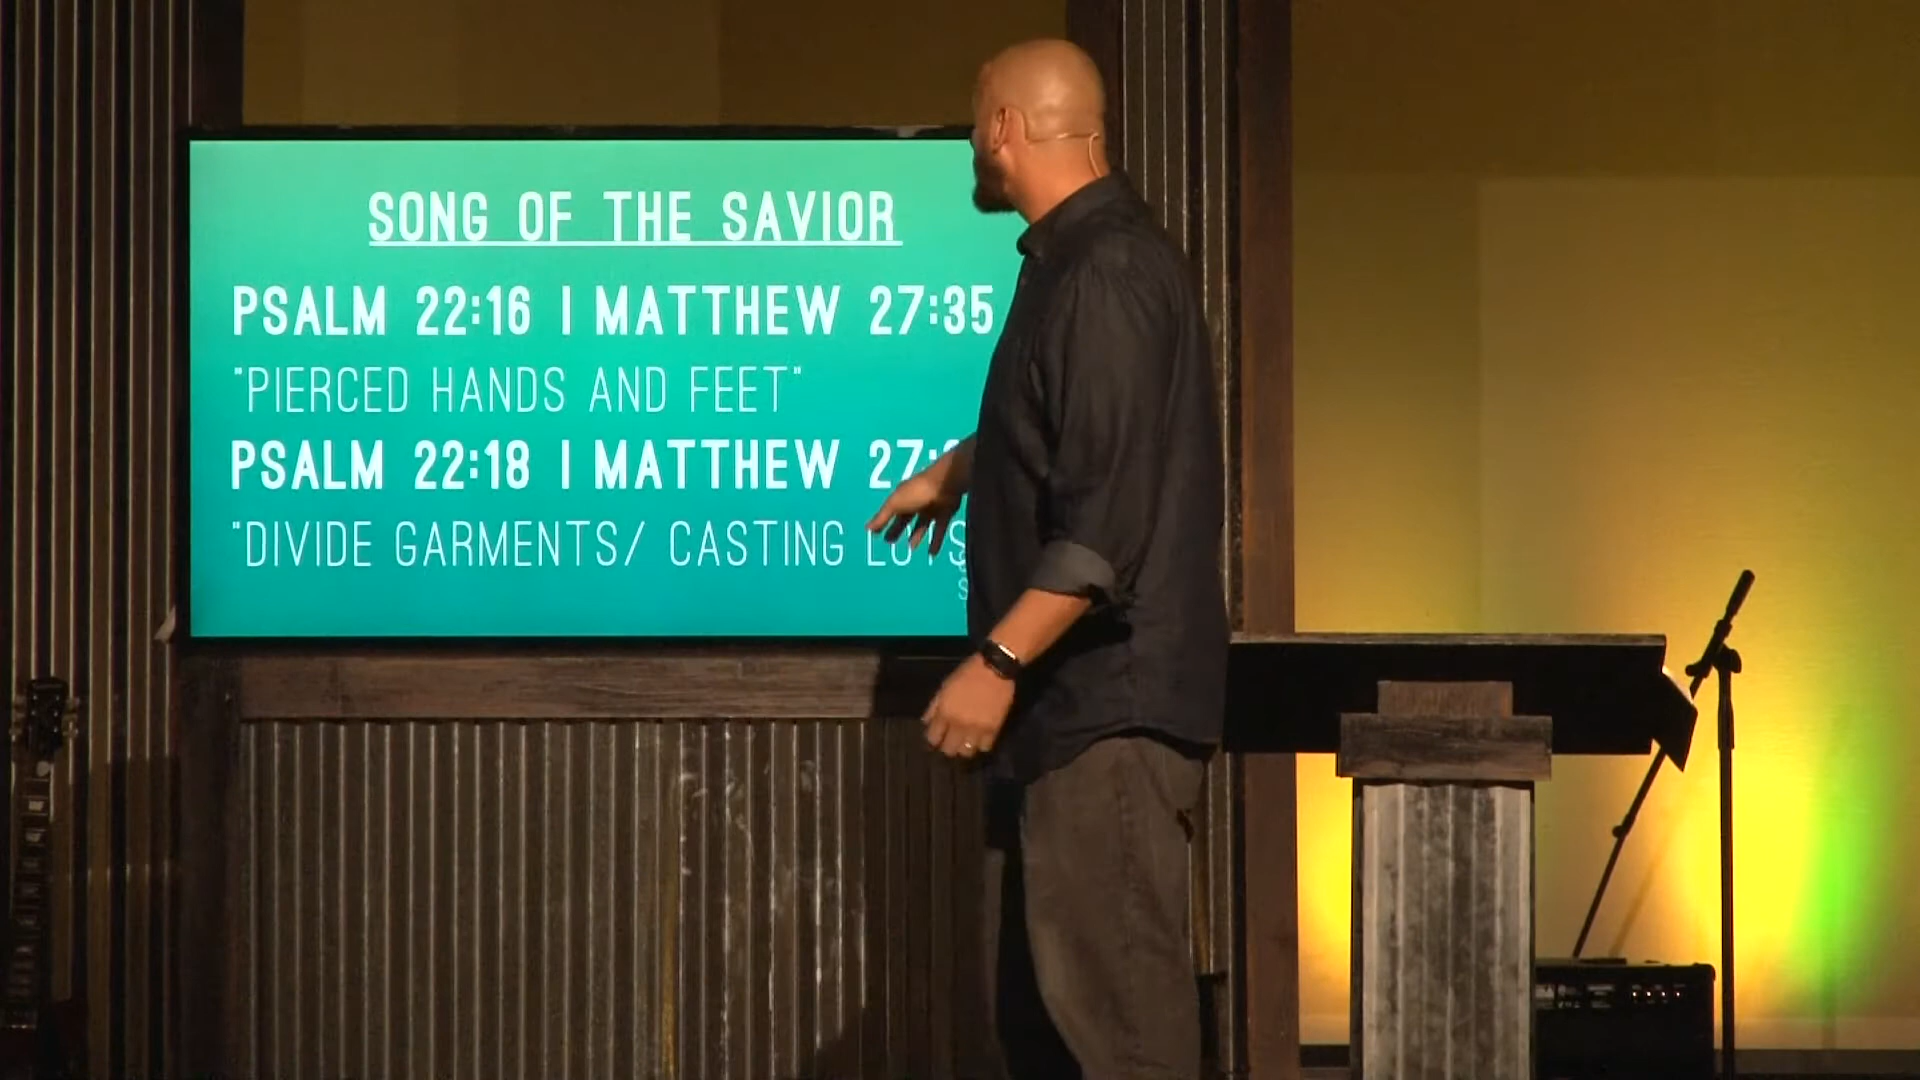 SONG OF THE SAVIOR
PSALM 22:16 | MATTHEW 27:35
"PIERCED HANDS AND FEET"
PSALM 22:18 | MATTHEW
"DIVIDE GARMENTS/ CASTING LOTS